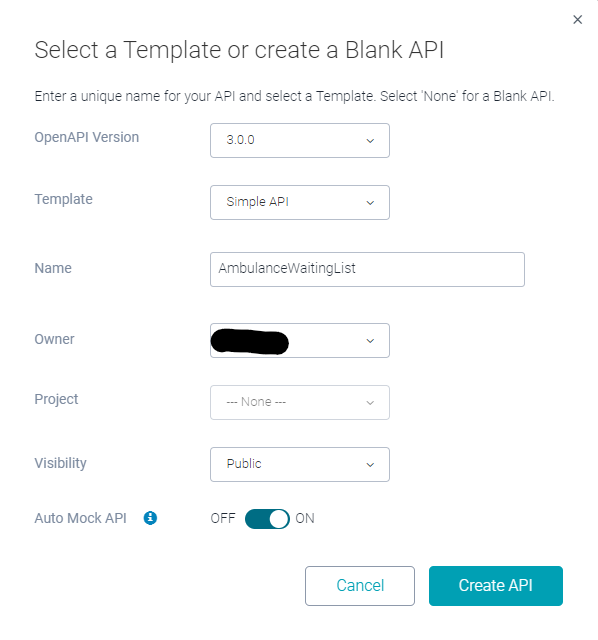 ×
Select a Template or create a Blank API
Enter a unique name for your API and select a Template. Select 'None' for a Blank API.
OpenAPI Version 3.0.0
Template Simple API
Name AmbulanceWaitingList
Owner
Project --- None ---
Visibility Public
Auto Mock API i OFF ON
Cancel Create API